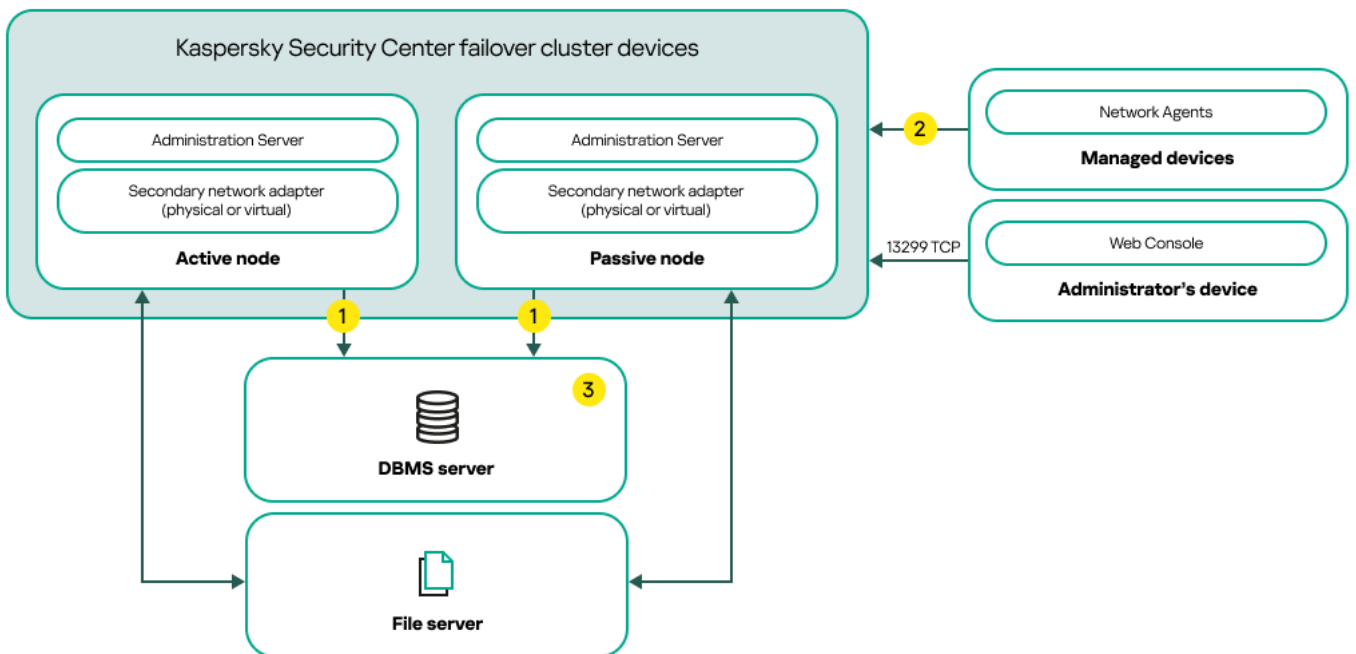 Kaspersky Security Center failover cluster devices
Administration Server
Secondary network adapter
(physical or virtual)
Active node
Administration Server
Secondary network adapter
(physical or virtual)
Passive node
2
Network Agents
Managed devices
13299 TCP
Web Console
Administrator's device
1
1
3
DBMS server
File server